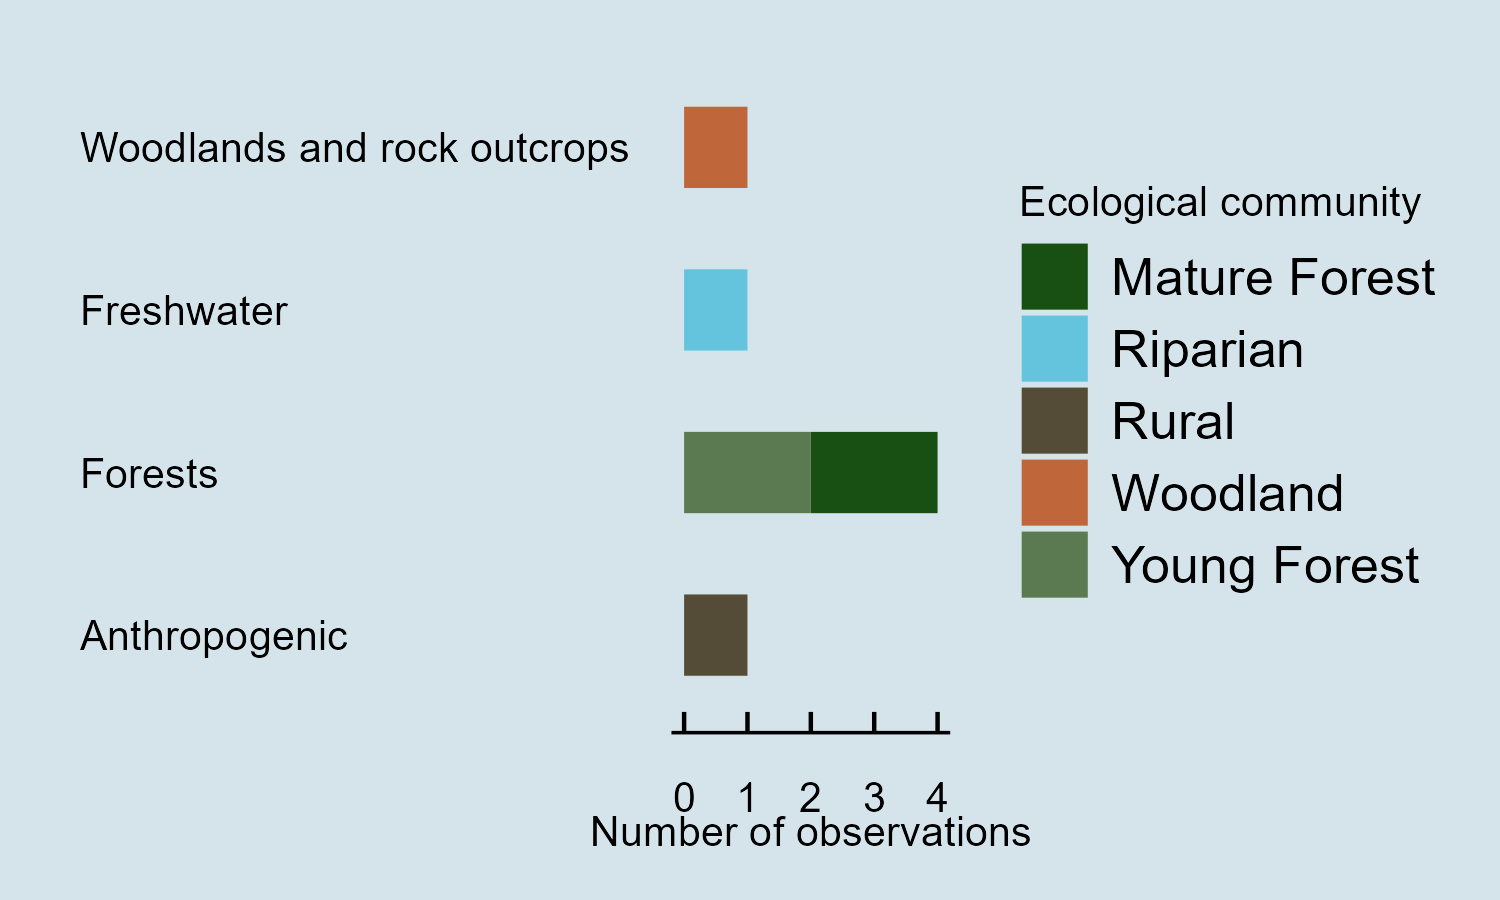 Woodlands and rock outcrops
Freshwater
Forests
Anthropogenic
0 1 2 3 4
Number of observations
Ecological community
Mature Forest
Riparian
Rural
Woodland
Young Forest